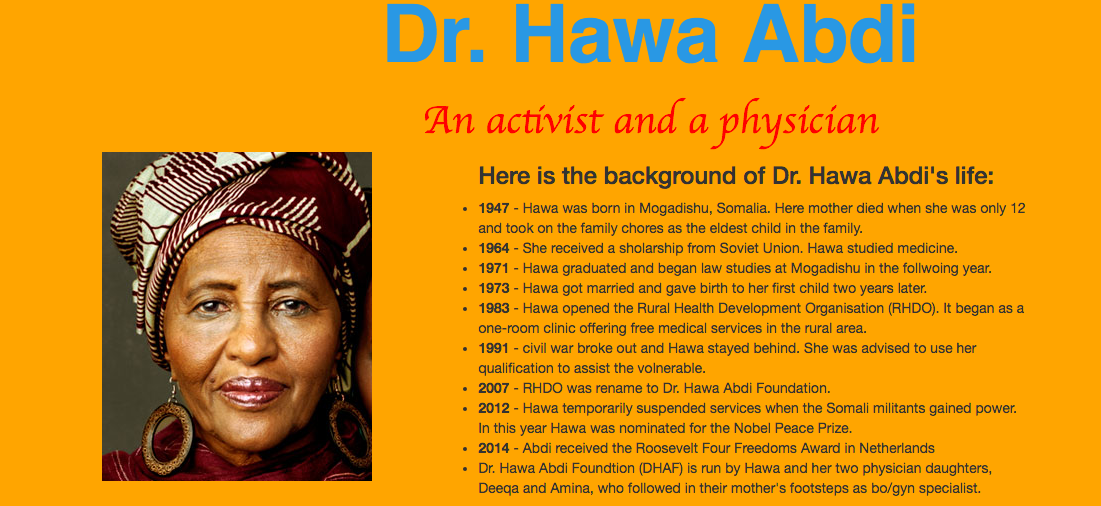 Dr. Hawa Abdi
An activist and a physician
Here is the background of Dr. Hawa Abdi's life:
• 1947 - Hawa was born in Mogadishu, Somalia. Here mother died when she was only 12
and took on the family chores as the eldest child in the family.
• 1964 - She received a sholarship from Soviet Union. Hawa studied medicine.
• 1971 - Hawa graduated and began law studies at Mogadishu in the follwoing year.
• 1973 - Hawa got married and gave birth to her first child two years later.
• 1983 - Hawa opened the Rural Health Development Organisation (RHDO). It began as a
one-room clinic offering free medical services in the rural area.
• 1991 - civil war broke out and Hawa stayed behind. She was advised to use her
qualification to assist the volnerable.
• 2007 - RHDO was rename to Dr. Hawa Abdi Foundation.
• 2012 - Hawa temporarily suspended services when the Somali militants gained power.
In this year Hawa was nominated for the Nobel Peace Prize.
• 2014 - Abdi received the Roosevelt Four Freedoms Award in Netherlands
• Dr. Hawa Abdi Foundtion (DHAF) is run by Hawa and her two physician daughters,
Deeqa and Amina, who followed in their mother's footsteps as bo/gyn specialist.